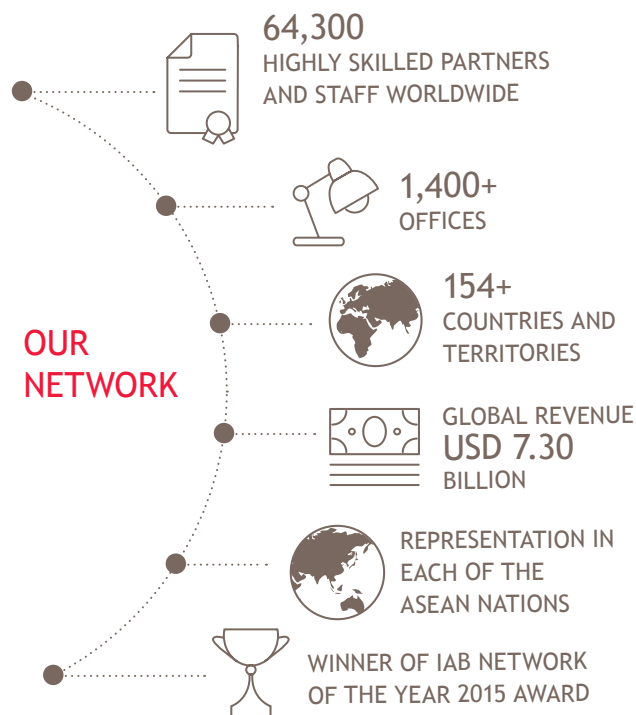 64,300
HIGHLY SKILLED PARTNERS
AND STAFF WORLDWIDE
1,400+
OFFICES
154+
COUNTRIES AND
TERRITORIES
OUR
NETWORK
GLOBAL REVENUE
USD 7.30
BILLION
REPRESENTATION IN
EACH OF THE
ASEAN NATIONS
WINNER OF IAB NETWORK
OF THE YEAR 2015 AWARD